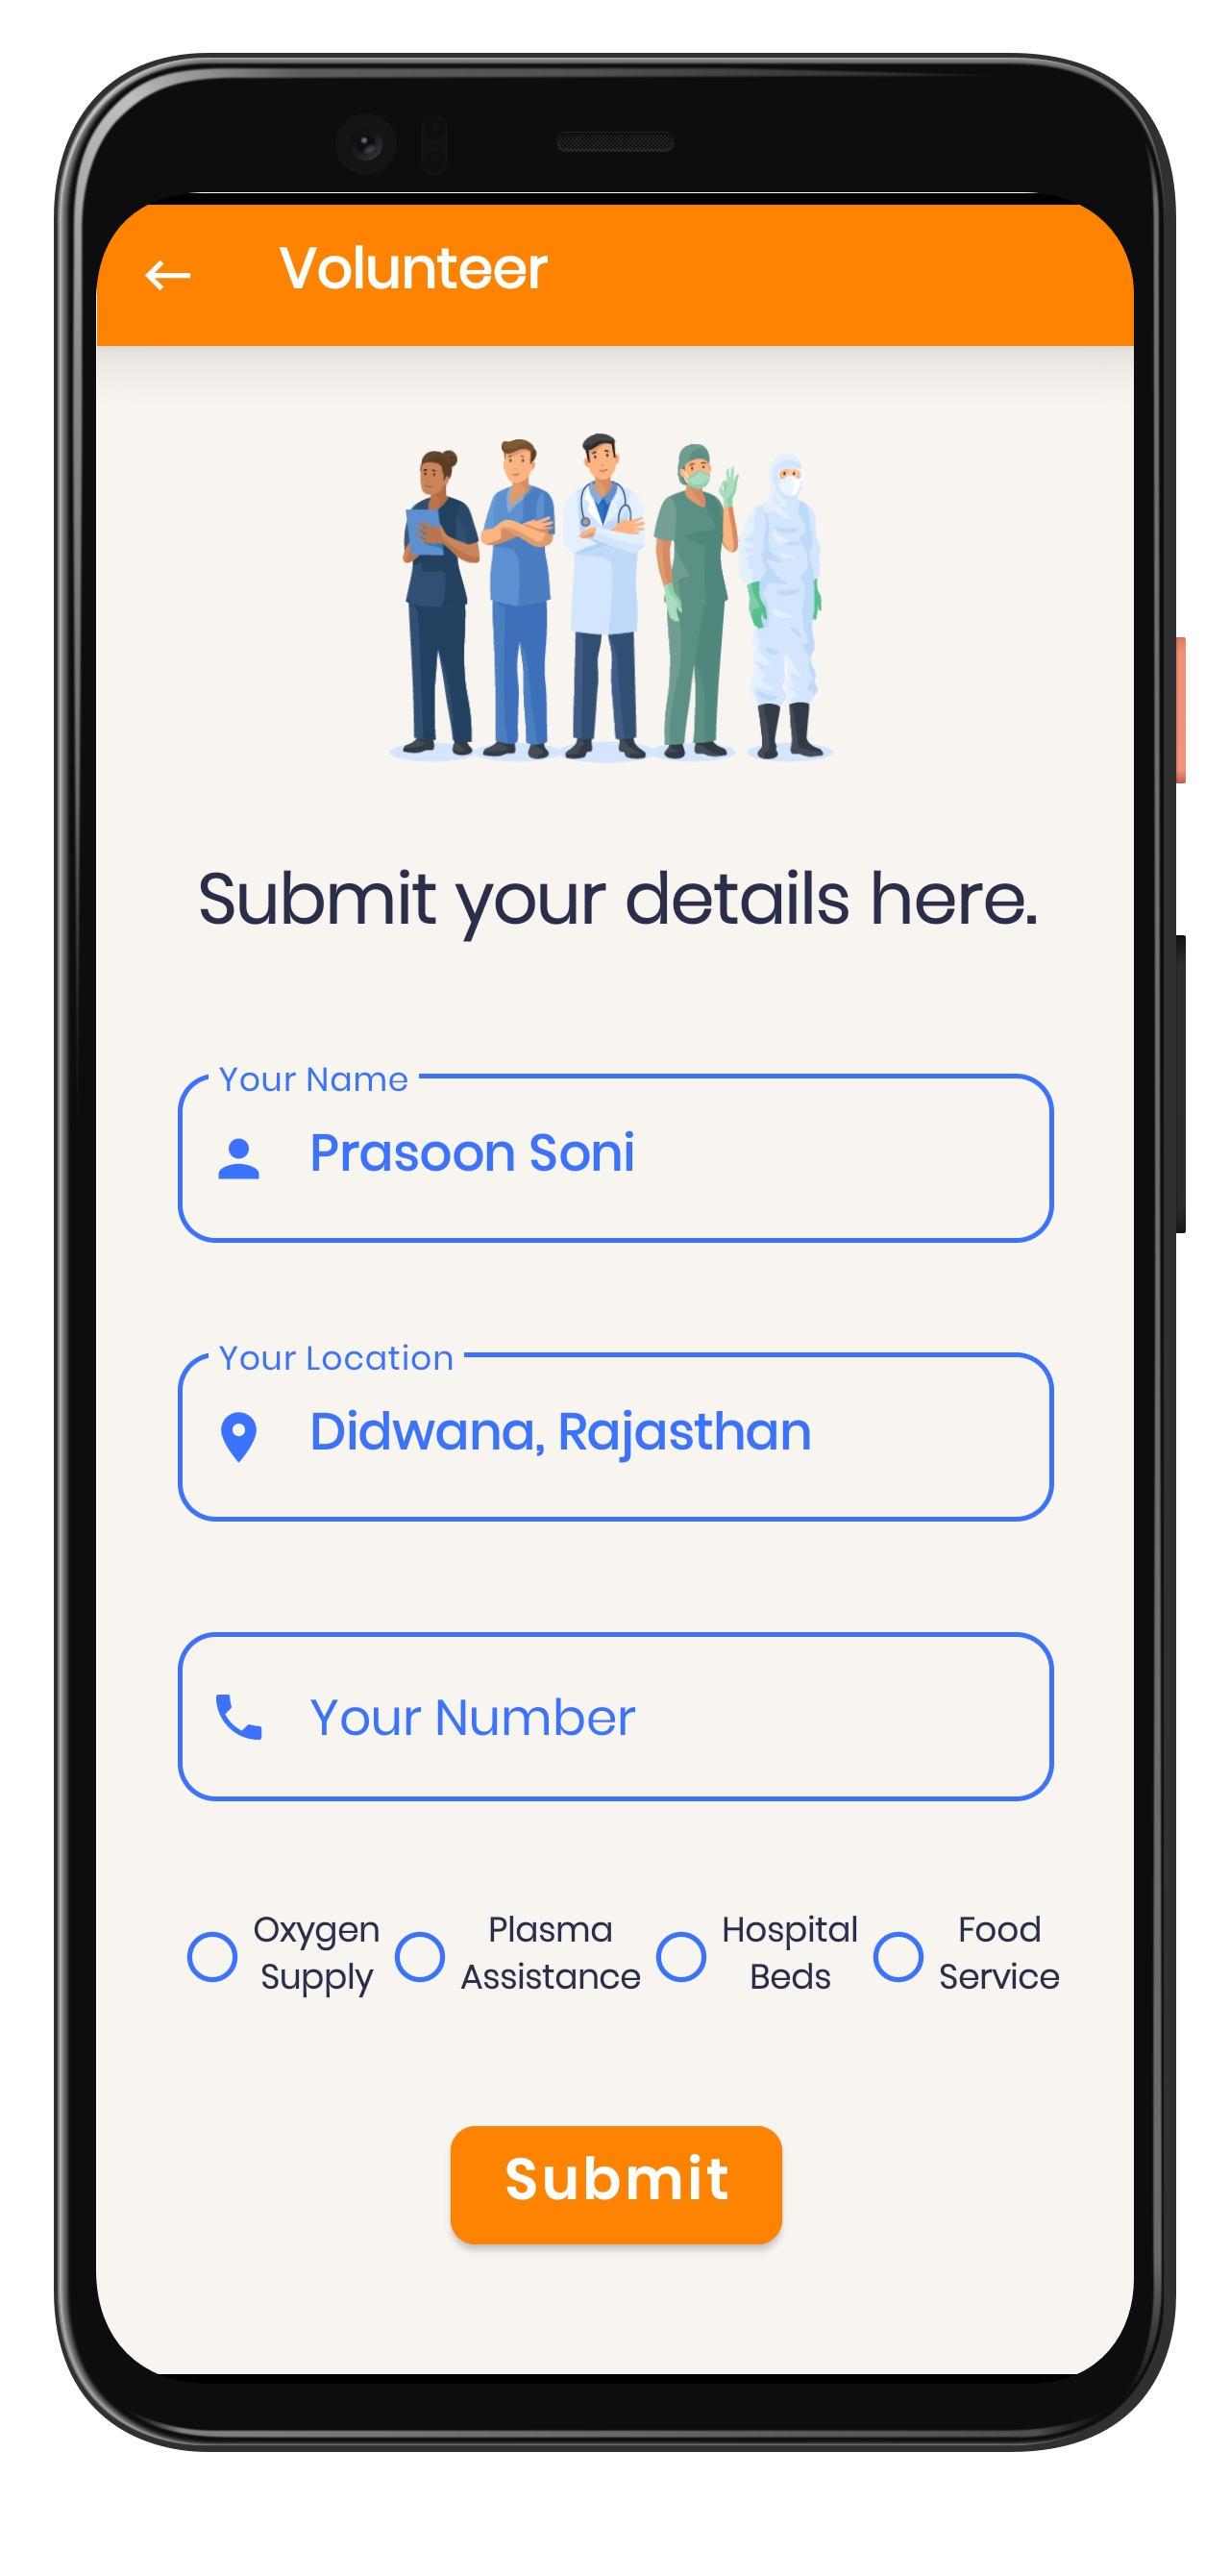 Volunteer
Submit your details here.
Your Name
Prasoon Soni
Your Location
Didwana, Rajasthan
Your Number
Oxygen
Supply
Plasma
Assistance
Hospital
Beds
Food
Service
Submit